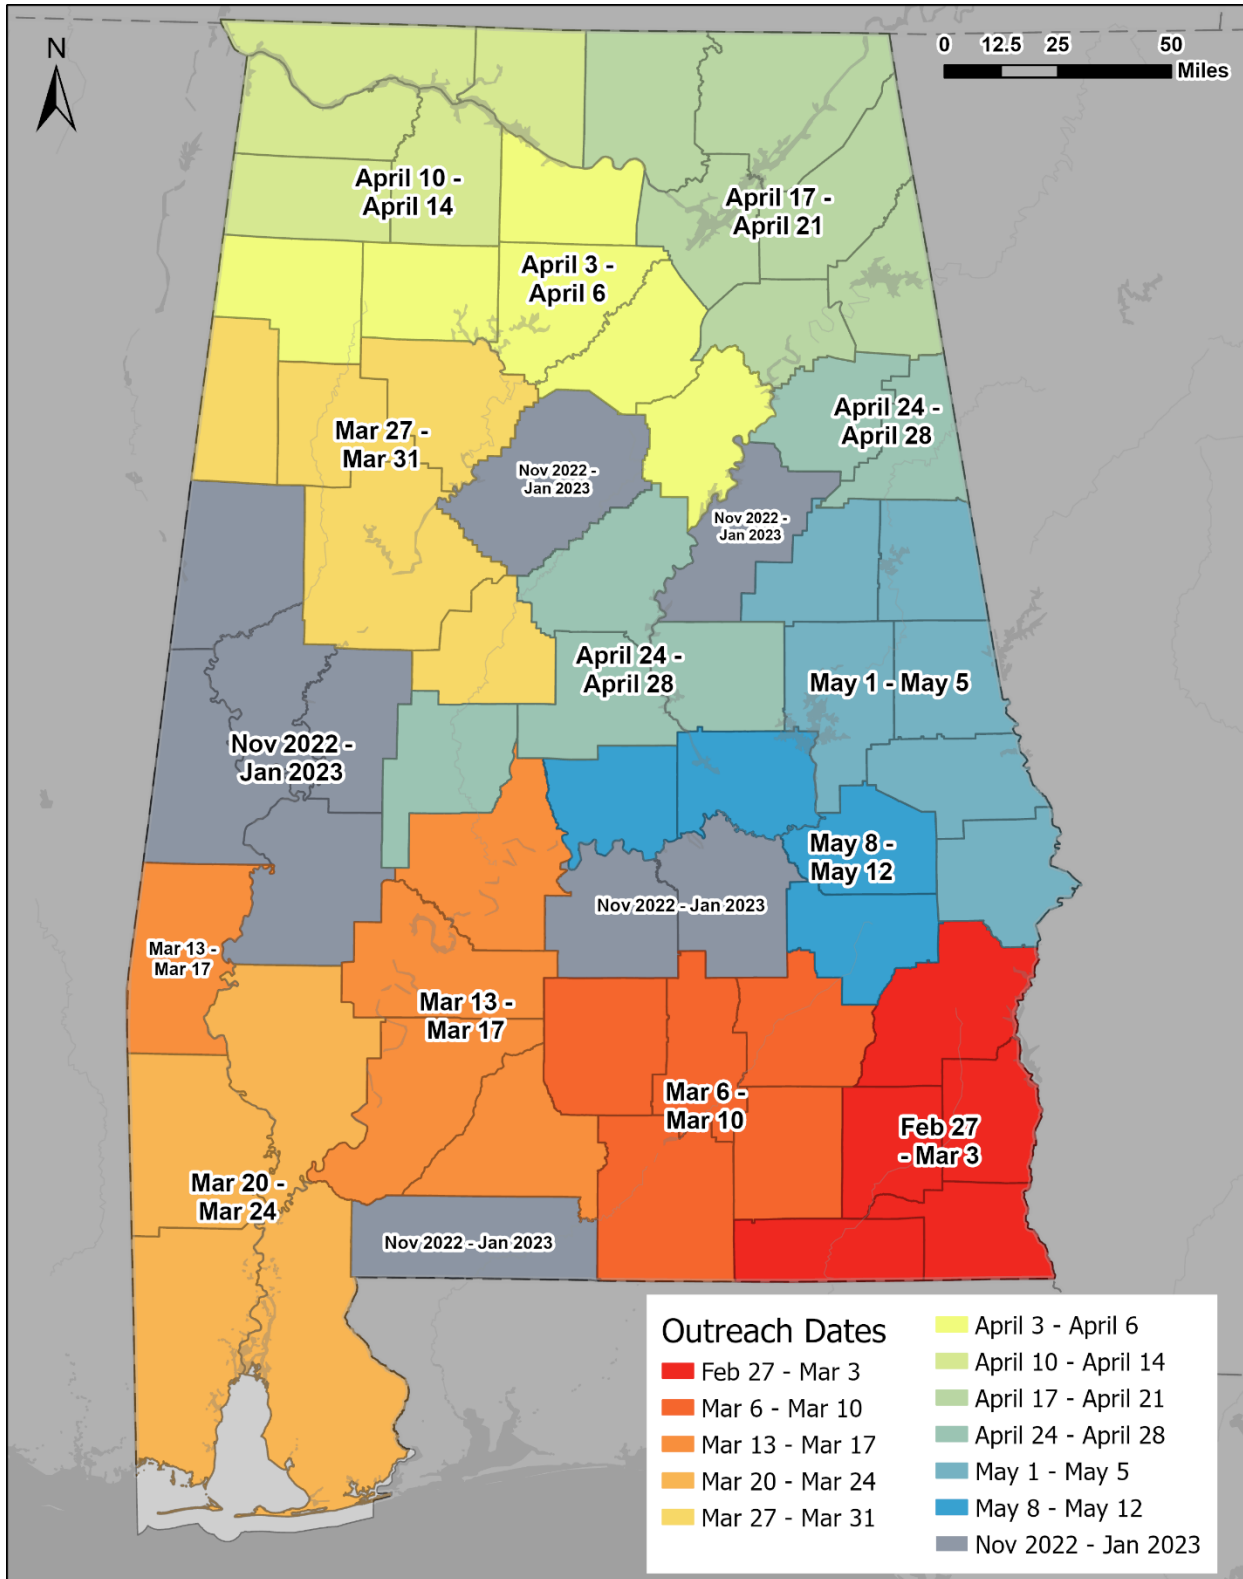 N
0 12.5 25 50
Miles
April 10 -
April 14
April 17 -
April 21
April 3 -
April 6
Mar 27 -
Mar 31
April 24 -
April 28
Nov 2022 -
Jan 2023
Nov 2022 -
Jan 2023
April 24 -
April 28
May 1 - May 5
Nov 2022 -
Jan 2023
May 8 -
May 12
Nov 2022 - Jan 2023
Mar 13 -
Mar 17
Mar 13 -
Mar 17
Mar 6 -
Mar 10
Feb 27
- Mar 3
Mar 20 -
Mar 24
Nov 2022 - Jan 2023
Outreach Dates
Feb 27 - Mar 3
Mar 6 - Mar 10
Mar 13 - Mar 17
Mar 20 - Mar 24
Mar 27 - Mar 31
April 3 - April 6
April 10 - April 14
April 17 - April 21
April 24 - April 28
May 1 - May 5
May 8 - May 12
Nov 2022 - Jan 2023